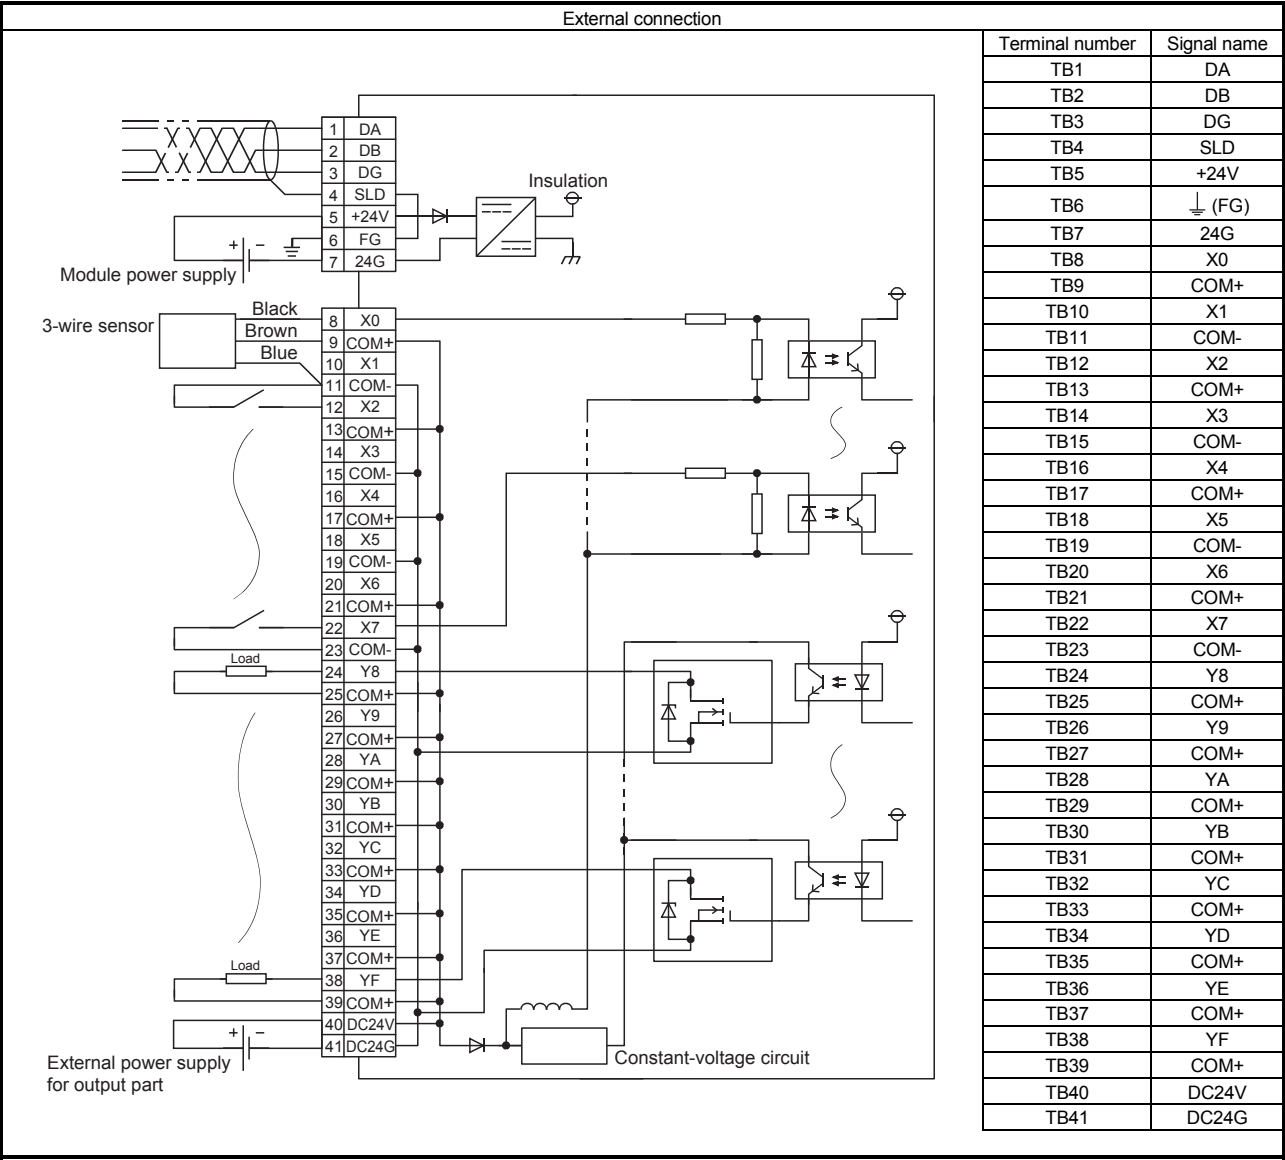 External connection
1 DA
2 DB
3 DG
4 SLD
5 +24V
6 FG
7 24G
Insulation
+ −
Module power supply
3-wire sensor
Black
Brown
Blue
8 X0
9 COM+
10 X1
11 COM-
12 X2
13 COM+
14 X3
15 COM-
16 X4
17 COM+
18 X5
19 COM-
20 X6
21 COM+
22 X7
23 COM-
Load
24 Y8
25 COM+
26 Y9
27 COM+
28 YA
29 COM+
30 YB
31 COM+
32 YC
33 COM+
34 YD
35 COM+
36 YE
37 COM+
Load
38 YF
39 COM+
40 DC24V
41 DC24G
+ −
External power supply
for output part
Constant-voltage circuit
Terminal number Signal name
TB1 DA
TB2 DB
TB3 DG
TB4 SLD
TB5 +24V
TB6 (FG)
TB7 24G
TB8 X0
TB9 COM+
TB10 X1
TB11 COM-
TB12 X2
TB13 COM+
TB14 X3
TB15 COM-
TB16 X4
TB17 COM+
TB18 X5
TB19 COM-
TB20 X6
TB21 COM+
TB22 X7
TB23 COM-
TB24 Y8
TB25 COM+
TB26 Y9
TB27 COM+
TB28 YA
TB29 COM+
TB30 YB
TB31 COM+
TB32 YC
TB33 COM+
TB34 YD
TB35 COM+
TB36 YE
TB37 COM+
TB38 YF
TB39 COM+
TB40 DC24V
TB41 DC24G